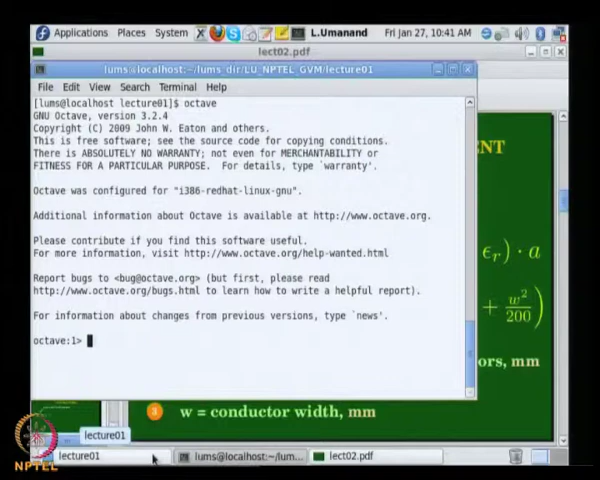 Applications Places System L.Umanand Fri Jan 27, 10:41 AM
lect02.pdf
lums@localhost:~/lums_dir/LU_NPTEL_GVM/lecture01
File Edit View Search Terminal Help
[lums@localhost lecture01]$ octave
GNU Octave, version 3.2.4
Copyright (C) 2009 John W. Eaton and others.
This is free software; see the source code for copying conditions.
There is ABSOLUTELY NO WARRANTY; not even for MERCHANTABILITY or
FITNESS FOR A PARTICULAR PURPOSE.  For details, type `warranty'.
Octave was configured for "i386-redhat-linux-gnu".
Additional information about Octave is available at http://www.octave.org.
Please contribute if you find this software useful.
For more information, visit http://www.octave.org/help-wanted.html
Report bugs to <bug@octave.org> (but first, please read
http://www.octave.org/bugs.html to learn how to write a helpful report).
For information about changes from previous versions, type `news'.
octave:1>
ENT
ϵr) · a
+ w²/200)
ors, mm
3 w = conductor width, mm
lecture01
lecture01 lums@localhost:~/lum... lect02.pdf
NPTEL